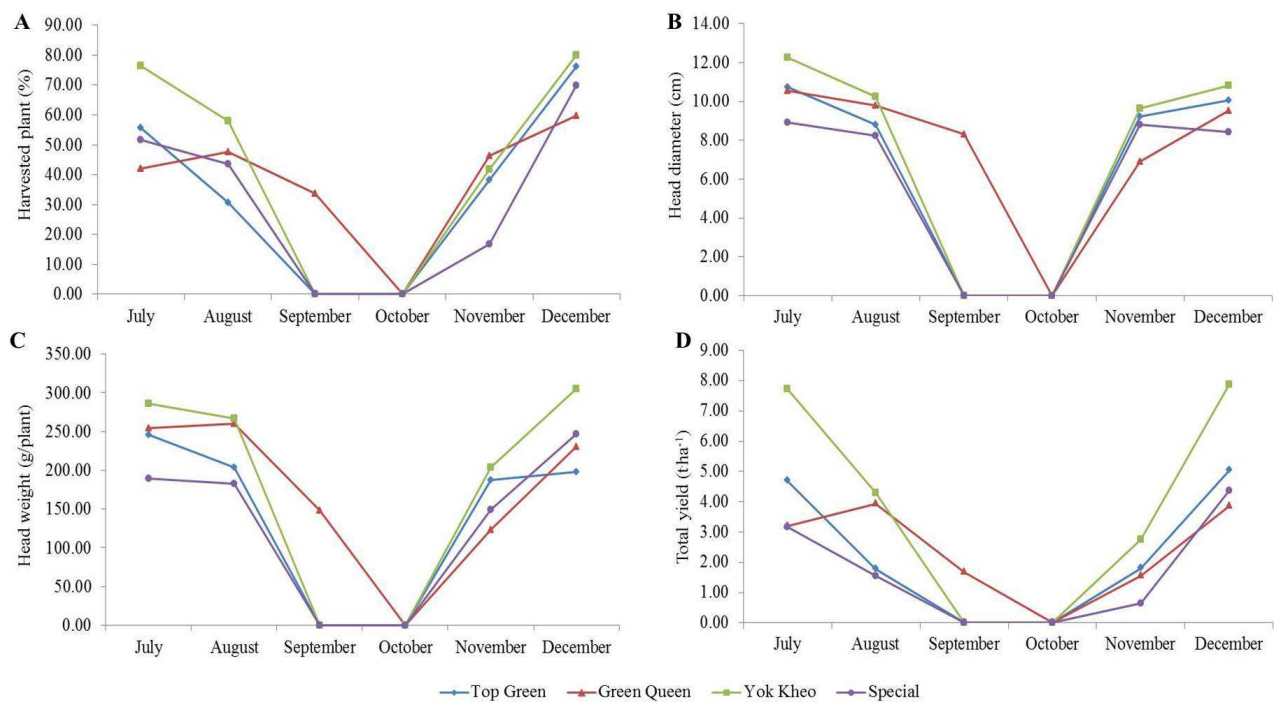 A
Harvested plant (%)
90.00
80.00
70.00
60.00
50.00
40.00
30.00
20.00
10.00
0.00
July August September October November December
B
Head diameter (cm)
14.00
12.00
10.00
8.00
6.00
4.00
2.00
0.00
July August September October November December
C
Head weight (g/plant)
350.00
300.00
250.00
200.00
150.00
100.00
50.00
0.00
July August September October November December
D
Total yield (t·ha⁻¹)
9.00
8.00
7.00
6.00
5.00
4.00
3.00
2.00
1.00
0.00
July August September October November December
Top Green Green Queen Yok Kheo Special